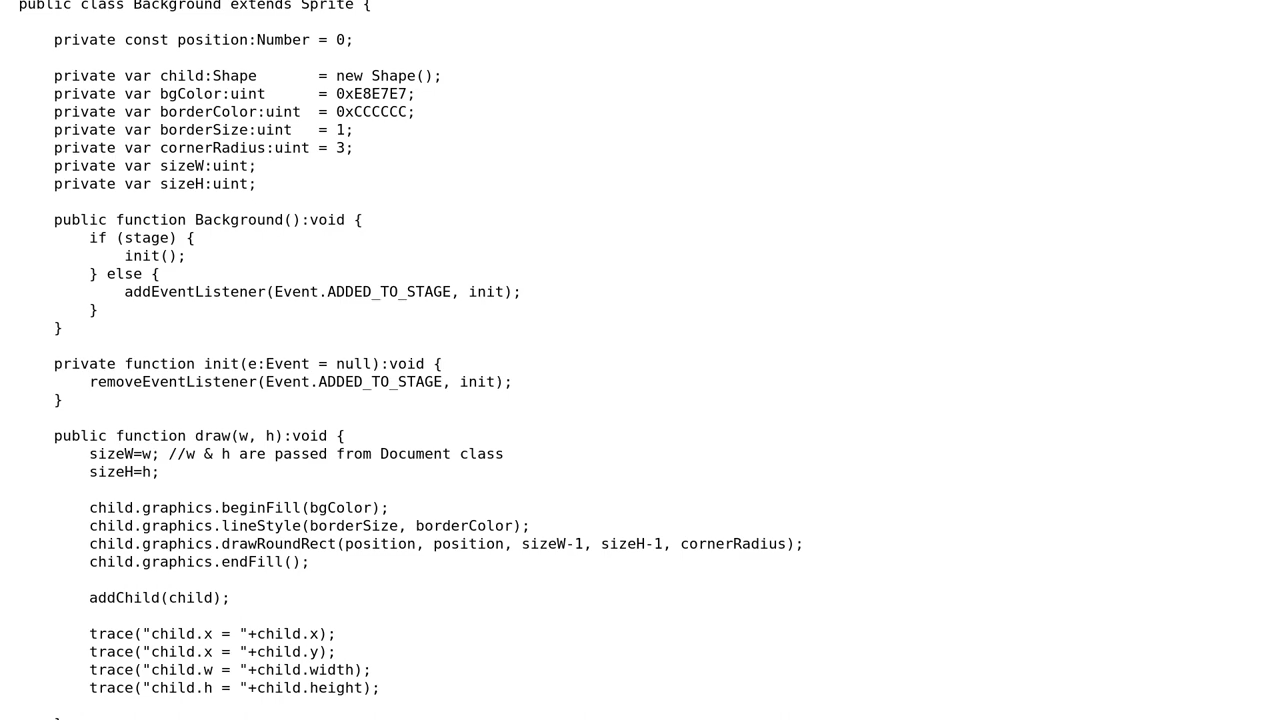 public class Background extends Sprite {
private const position:Number = 0;
private var child:Shape       = new Shape();
private var bgColor:uint      = 0xE8E7E7;
private var borderColor:uint  = 0xCCCCCC;
private var borderSize:uint   = 1;
private var cornerRadius:uint = 3;
private var sizeW:uint;
private var sizeH:uint;
public function Background():void {
if (stage) {
init();
} else {
addEventListener(Event.ADDED_TO_STAGE, init);
}
}
private function init(e:Event = null):void {
removeEventListener(Event.ADDED_TO_STAGE, init);
}
public function draw(w, h):void {
sizeW=w; //w & h are passed from Document class
sizeH=h;
child.graphics.beginFill(bgColor);
child.graphics.lineStyle(borderSize, borderColor);
child.graphics.drawRoundRect(position, position, sizeW-1, sizeH-1, cornerRadius);
child.graphics.endFill();
addChild(child);
trace("child.x = "+child.x);
trace("child.x = "+child.y);
trace("child.w = "+child.width);
trace("child.h = "+child.height);
}